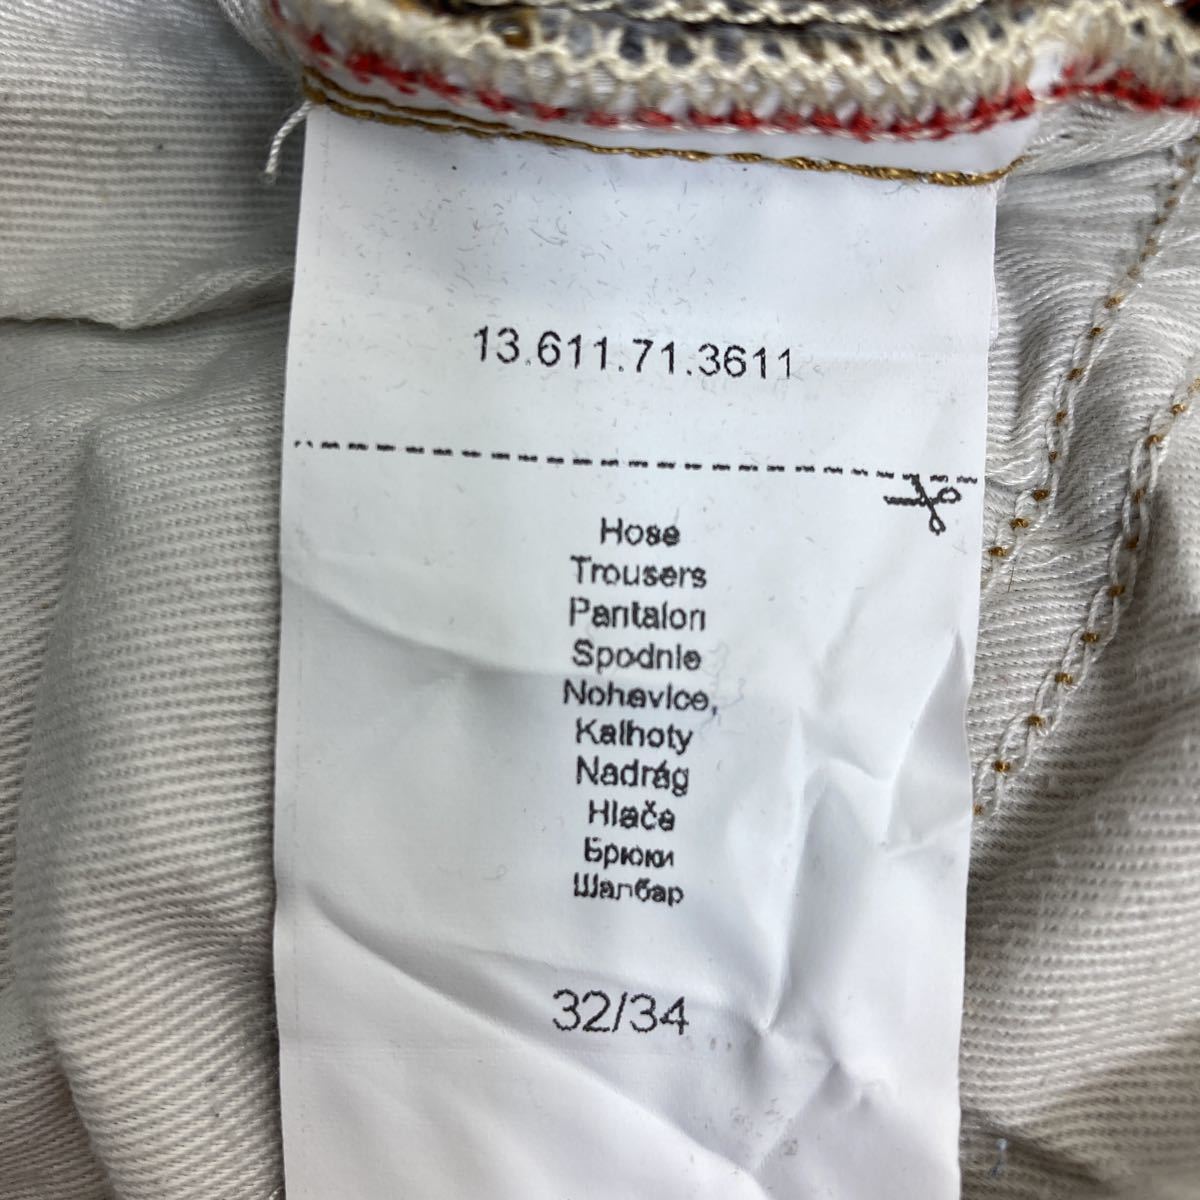 13.611.71.3611
Hose
Trousers
Pantalon
Spodnie
Nohavice,
Kalhoty
Nadrág
Hlače
Брюки
Шалбар
32/34